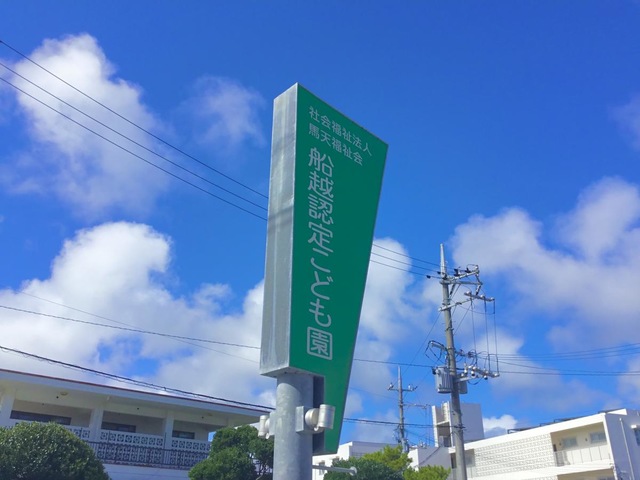 社会福祉法人
馬天福祉会
船越認定こども園